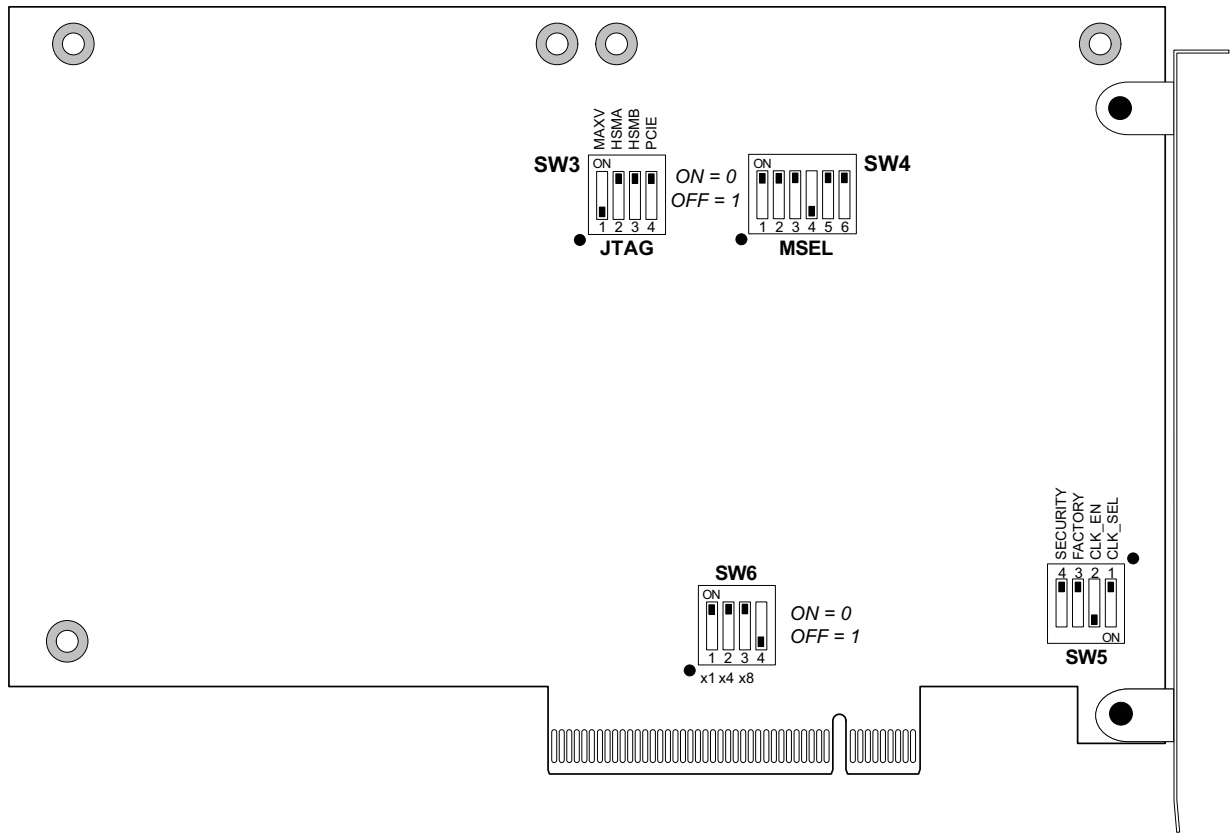 MAXV
HSMA
HSMB
PCIE
SW3
ON
1 2 3 4
JTAG
ON = 0
OFF = 1
ON
1 2 3 4 5 6
MSEL
SW4
SECURITY
FACTORY
CLK_EN
CLK_SEL
4 3 2 1
ON
SW5
SW6
ON
1 2 3 4
x1 x4 x8
ON = 0
OFF = 1